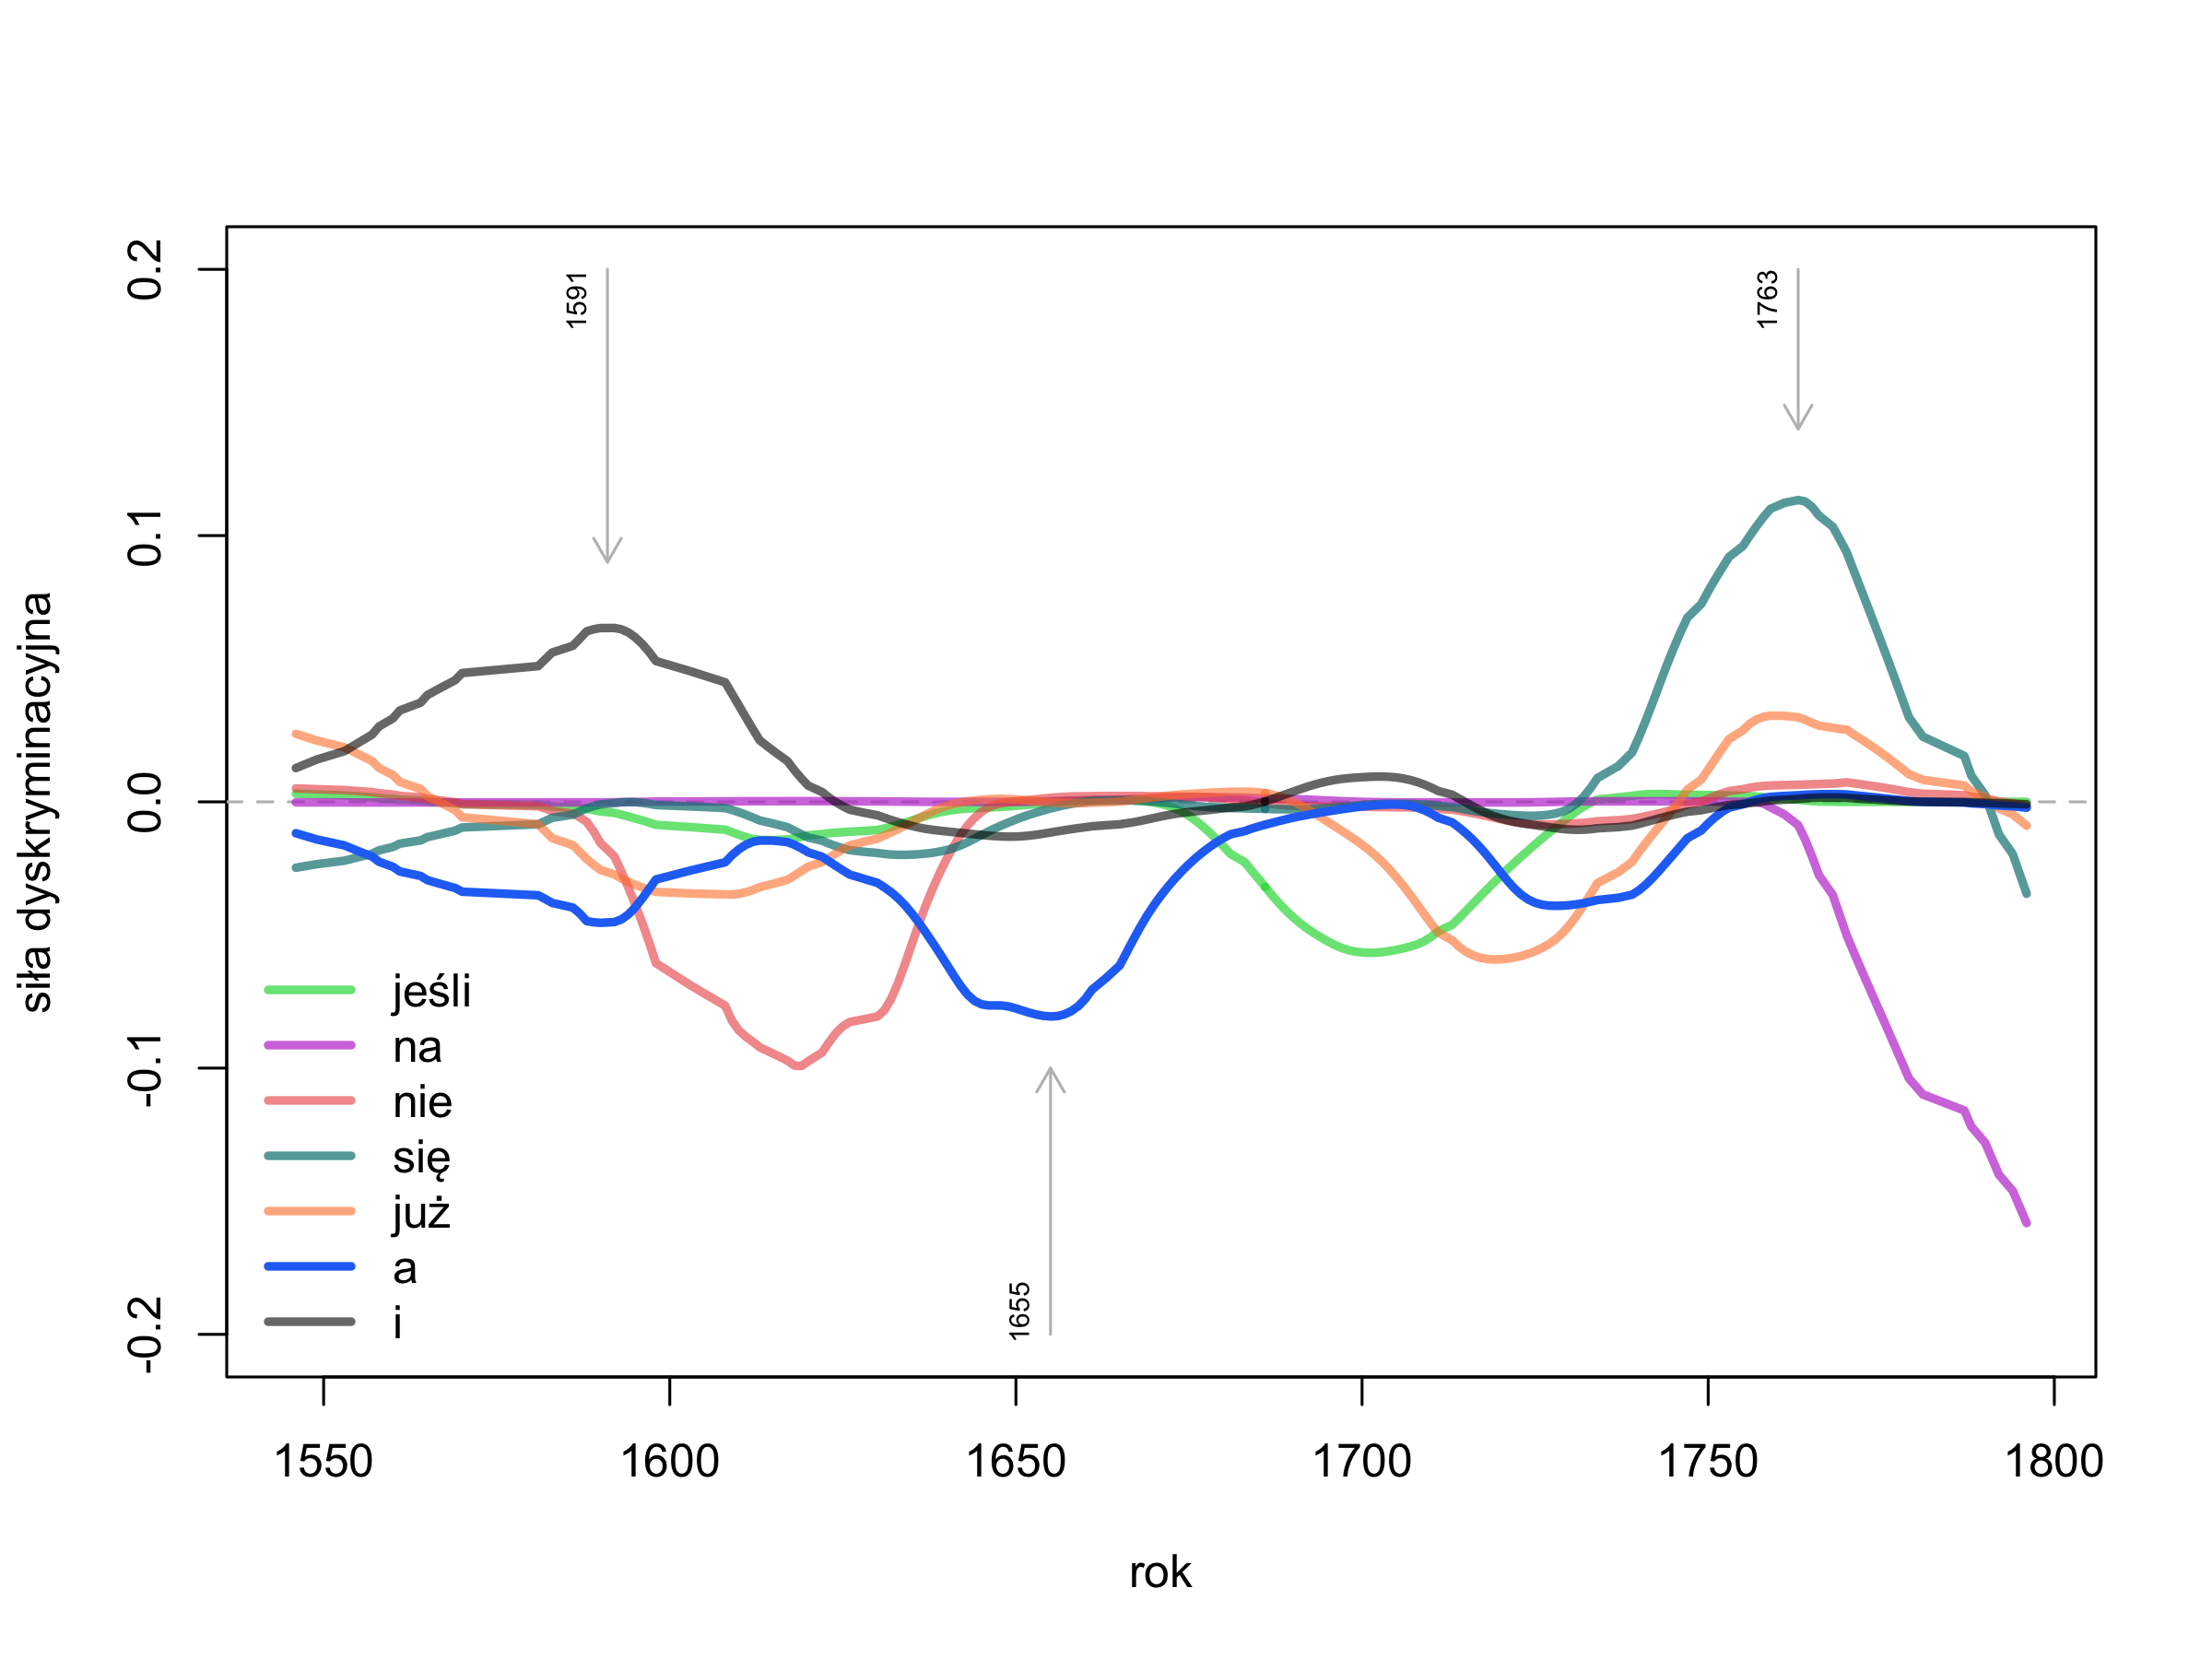 siła dyskryminacyjna
0.2
0.1
0.0
-0.1
-0.2
1591
1763
1655
jeśli
na
nie
się
już
a
i
1550 1600 1650 1700 1750 1800
rok